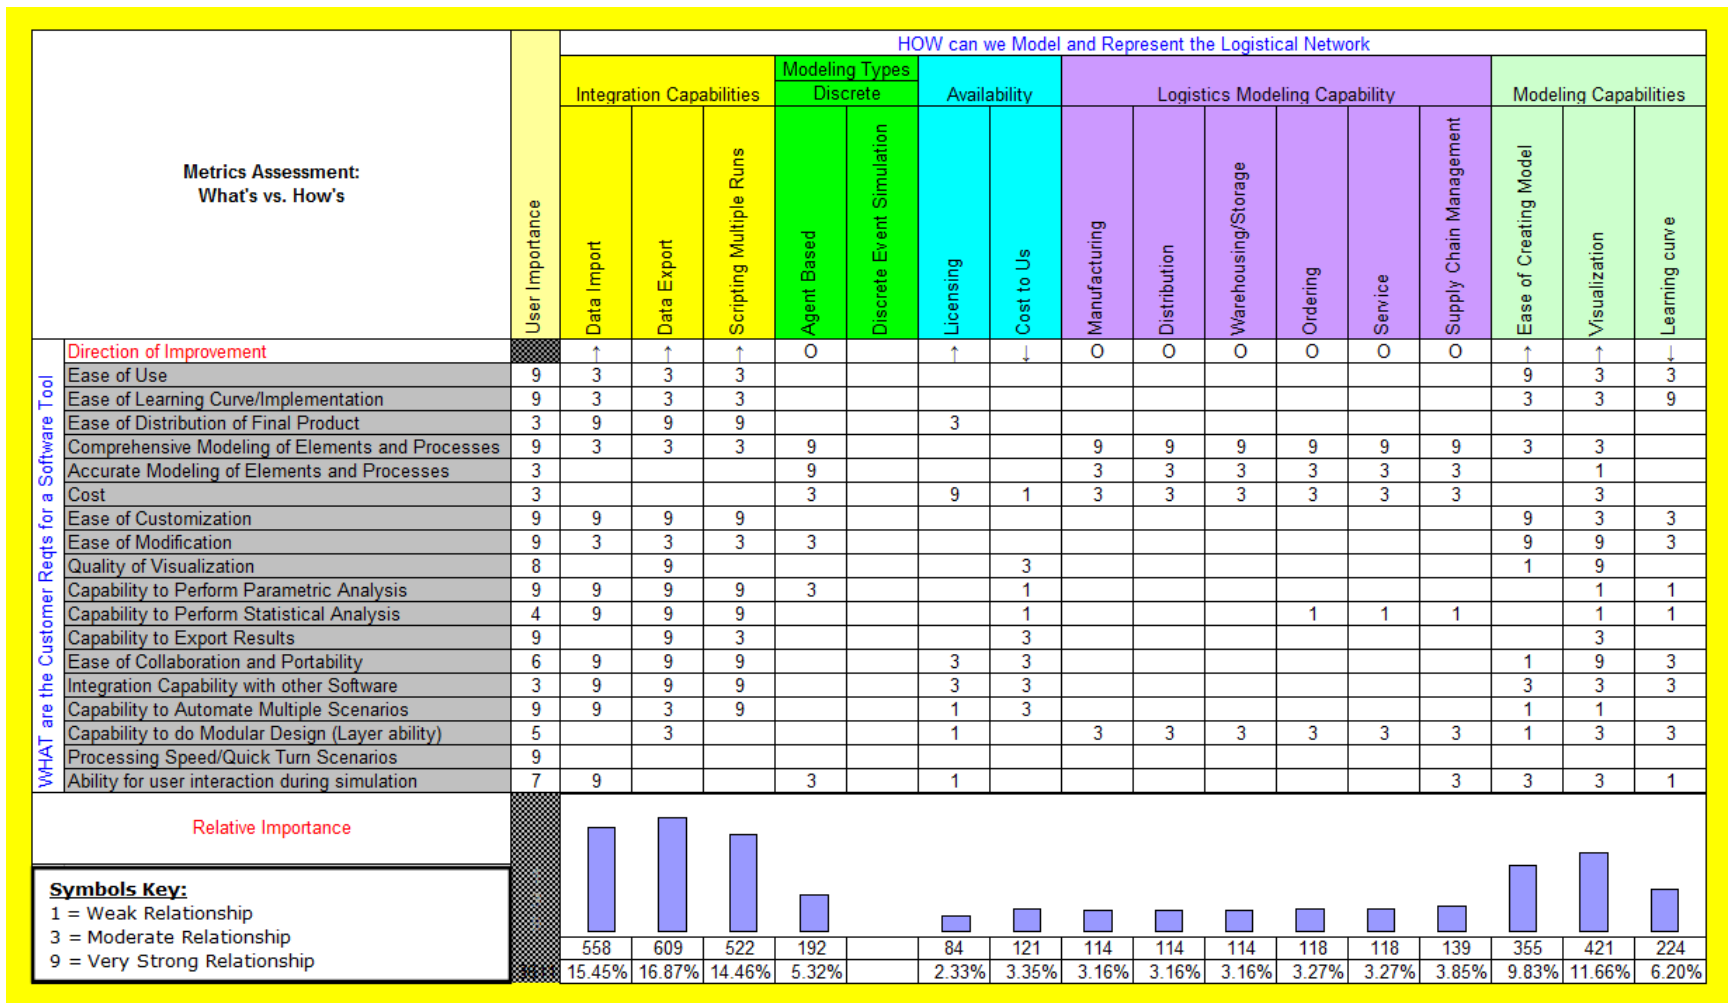 HOW can we Model and Represent the Logistical Network
Modeling Types
Integration Capabilities Discrete Availability Logistics Modeling Capability Modeling Capabilities
Metrics Assessment:
What's vs. How's
User Importance
Data Import
Data Export
Scripting Multiple Runs
Agent Based
Discrete Event Simulation
Licensing
Cost to Us
Manufacturing
Distribution
Warehousing/Storage
Ordering
Service
Supply Chain Management
Ease of Creating Model
Visualization
Learning curve
WHAT are the Customer Reqts for a Software Tool
Direction of Improvement ↑ ↑ ↑ O ↑ ↓ O O O O O O ↑ ↑ ↓
Ease of Use 9 3 3 3 9 3 3
Ease of Learning Curve/Implementation 9 3 3 3 3 3 9
Ease of Distribution of Final Product 3 9 9 9 3
Comprehensive Modeling of Elements and Processes 9 3 3 3 9 9 9 9 9 9 9 3 3
Accurate Modeling of Elements and Processes 3 9 3 3 3 3 3 3 1
Cost 3 3 9 1 3 3 3 3 3 3 3
Ease of Customization 9 9 9 9 9 3 3
Ease of Modification 9 3 3 3 3 9 9 3
Quality of Visualization 8 9 3 1 9
Capability to Perform Parametric Analysis 9 9 9 9 3 1 1 1
Capability to Perform Statistical Analysis 4 9 9 9 1 1 1 1 1 1
Capability to Export Results 9 9 3 3 3
Ease of Collaboration and Portability 6 9 9 9 3 3 1 9 3
Integration Capability with other Software 3 9 9 9 3 3 3 3 3
Capability to Automate Multiple Scenarios 9 9 3 9 1 3 1 1
Capability to do Modular Design (Layer ability) 5 3 1 3 3 3 3 3 3 1 3 3
Processing Speed/Quick Turn Scenarios 9
Ability for user interaction during simulation 7 9 3 1 3 3 3 1
Relative Importance
Symbols Key:
1 = Weak Relationship
3 = Moderate Relationship
9 = Very Strong Relationship
558 609 522 192 84 121 114 114 114 118 118 139 355 421 224
3611 15.45% 16.87% 14.46% 5.32% 2.33% 3.35% 3.16% 3.16% 3.16% 3.27% 3.27% 3.85% 9.83% 11.66% 6.20%